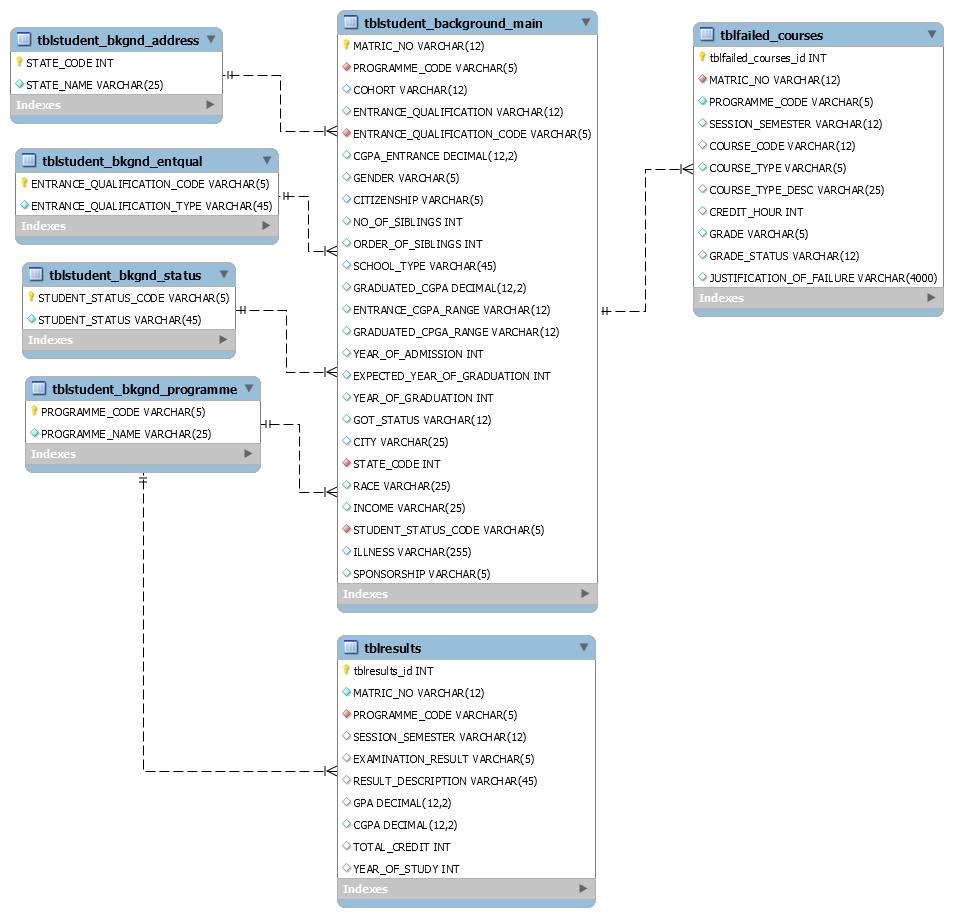 tblstudent_bkgnd_address
STATE_CODE INT
STATE_NAME VARCHAR(25)
Indexes
tblstudent_bkgnd_entqual
ENTRANCE_QUALIFICATION_CODE VARCHAR(5)
ENTRANCE_QUALIFICATION_TYPE VARCHAR(45)
Indexes
tblstudent_bkgnd_status
STUDENT_STATUS_CODE VARCHAR(5)
STUDENT_STATUS VARCHAR(45)
Indexes
tblstudent_bkgnd_programme
PROGRAMME_CODE VARCHAR(5)
PROGRAMME_NAME VARCHAR(25)
Indexes
tblstudent_background_main
MATRIC_NO VARCHAR(12)
PROGRAMME_CODE VARCHAR(5)
COHORT VARCHAR(12)
ENTRANCE_QUALIFICATION VARCHAR(12)
ENTRANCE_QUALIFICATION_CODE VARCHAR(5)
CGPA_ENTRANCE DECIMAL(12,2)
GENDER VARCHAR(5)
CITIZENSHIP VARCHAR(5)
NO_OF_SIBLINGS INT
ORDER_OF_SIBLINGS INT
SCHOOL_TYPE VARCHAR(45)
GRADUATED_CGPA DECIMAL(12,2)
ENTRANCE_CGPA_RANGE VARCHAR(12)
GRADUATED_CPGA_RANGE VARCHAR(12)
YEAR_OF_ADMISSION INT
EXPECTED_YEAR_OF_GRADUATION INT
YEAR_OF_GRADUATION INT
GOT_STATUS VARCHAR(12)
CITY VARCHAR(25)
STATE_CODE INT
RACE VARCHAR(25)
INCOME VARCHAR(25)
STUDENT_STATUS_CODE VARCHAR(5)
ILLNESS VARCHAR(255)
SPONSORSHIP VARCHAR(5)
Indexes
tblfailed_courses
tblfailed_courses_id INT
MATRIC_NO VARCHAR(12)
PROGRAMME_CODE VARCHAR(5)
SESSION_SEMESTER VARCHAR(12)
COURSE_CODE VARCHAR(12)
COURSE_TYPE VARCHAR(5)
COURSE_TYPE_DESC VARCHAR(25)
CREDIT_HOUR INT
GRADE VARCHAR(5)
GRADE_STATUS VARCHAR(12)
JUSTIFICATION_OF_FAILURE VARCHAR(4000)
Indexes
tblresults
tblresults_id INT
MATRIC_NO VARCHAR(12)
PROGRAMME_CODE VARCHAR(5)
SESSION_SEMESTER VARCHAR(12)
EXAMINATION_RESULT VARCHAR(5)
RESULT_DESCRIPTION VARCHAR(45)
GPA DECIMAL(12,2)
CGPA DECIMAL(12,2)
TOTAL_CREDIT INT
YEAR_OF_STUDY INT
Indexes